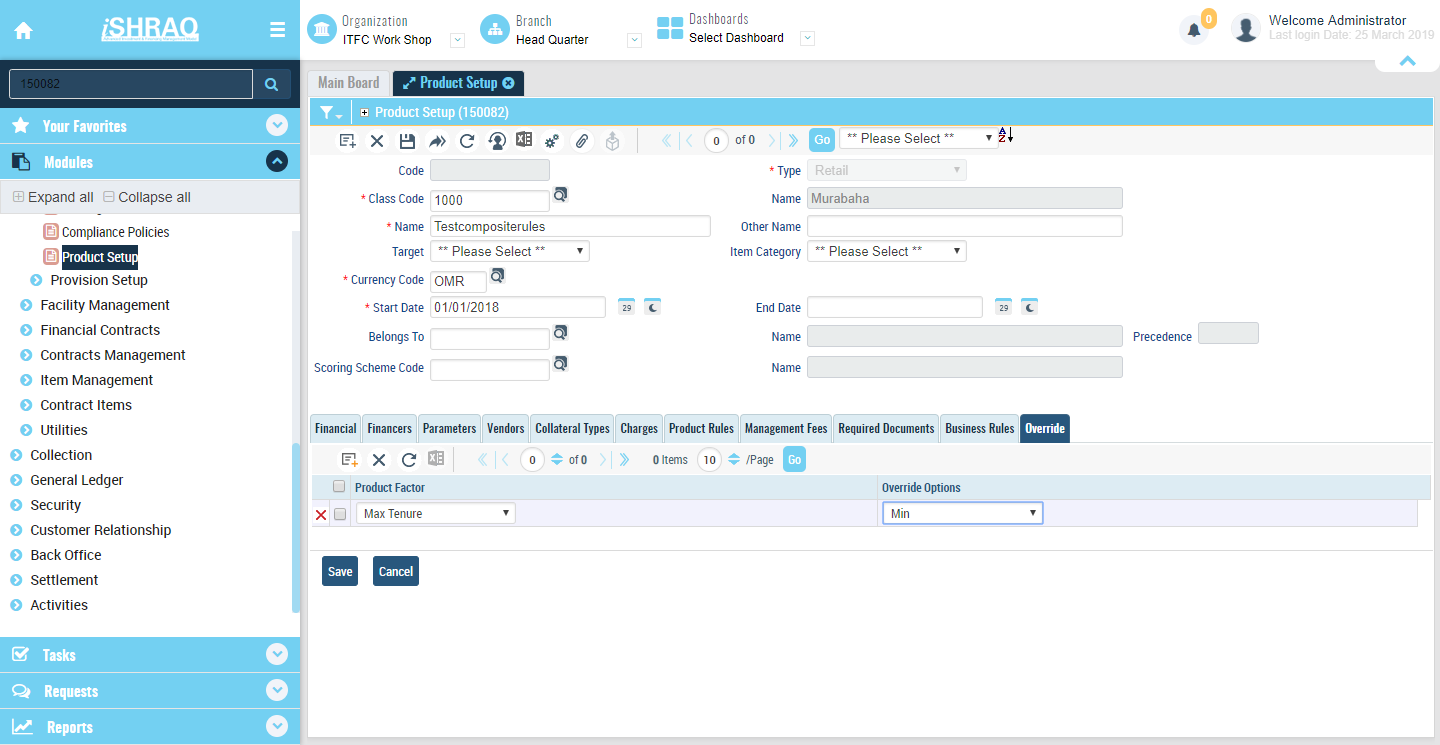 iSHRAQ
Organization
ITFC Work Shop
Branch
Head Quarter
Dashboards
Select Dashboard
0
Welcome Administrator
Last login Date: 25 March 2019
150082
Your Favorites
Modules
Expand all Collapse all
Compliance Policies
Product Setup
Provision Setup
Facility Management
Financial Contracts
Contracts Management
Item Management
Contract Items
Utilities
Collection
General Ledger
Security
Customer Relationship
Back Office
Settlement
Activities
Tasks
Requests
Reports
Main Board Product Setup
Product Setup (150082)
0 of 0 Go ** Please Select ** A Z
Code * Type Retail
* Class Code 1000 Name Murabaha
* Name Testcompositerules Other Name
Target ** Please Select ** Item Category ** Please Select **
* Currency Code OMR
* Start Date 01/01/2018 29 End Date 29
Belongs To Name Precedence
Scoring Scheme Code Name
Financial Financers Parameters Vendors Collateral Types Charges Product Rules Management Fees Required Documents Business Rules Override
0 of 0 0 Items 10 /Page Go
Product Factor Override Options
Max Tenure Min
Save Cancel